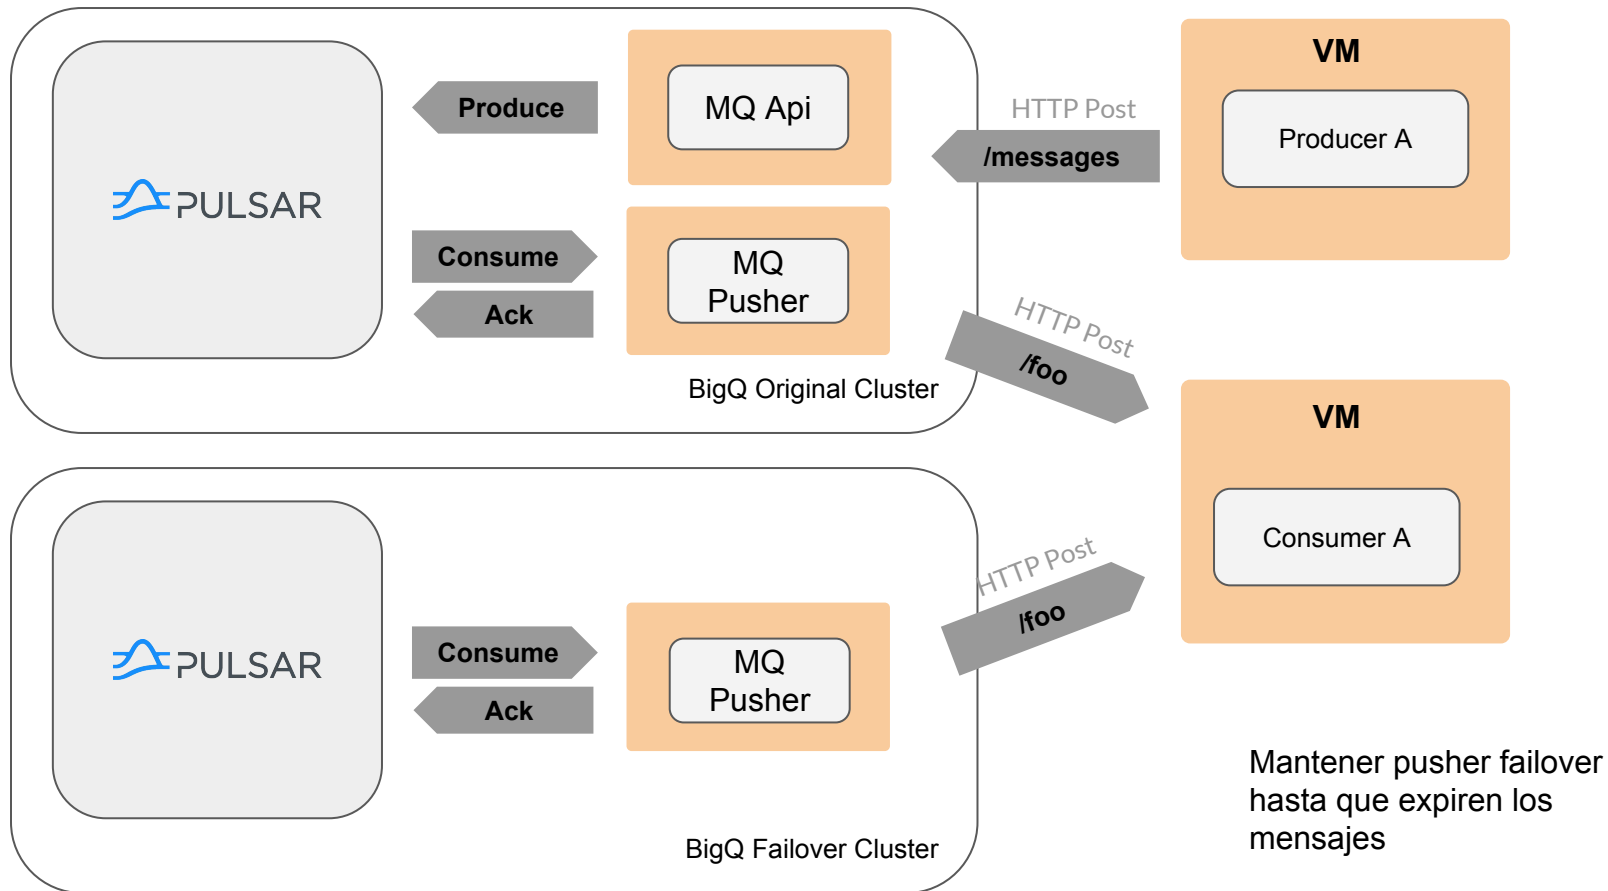 PULSAR
Produce
MQ Api
HTTP Post
/messages
VM
Producer A
Consume
Ack
MQ
Pusher
BigQ Original Cluster
HTTP Post
/foo
VM
Consumer A
PULSAR
Consume
Ack
MQ
Pusher
HTTP Post
/foo
BigQ Failover Cluster
Mantener pusher failover
hasta que expiren los
mensajes